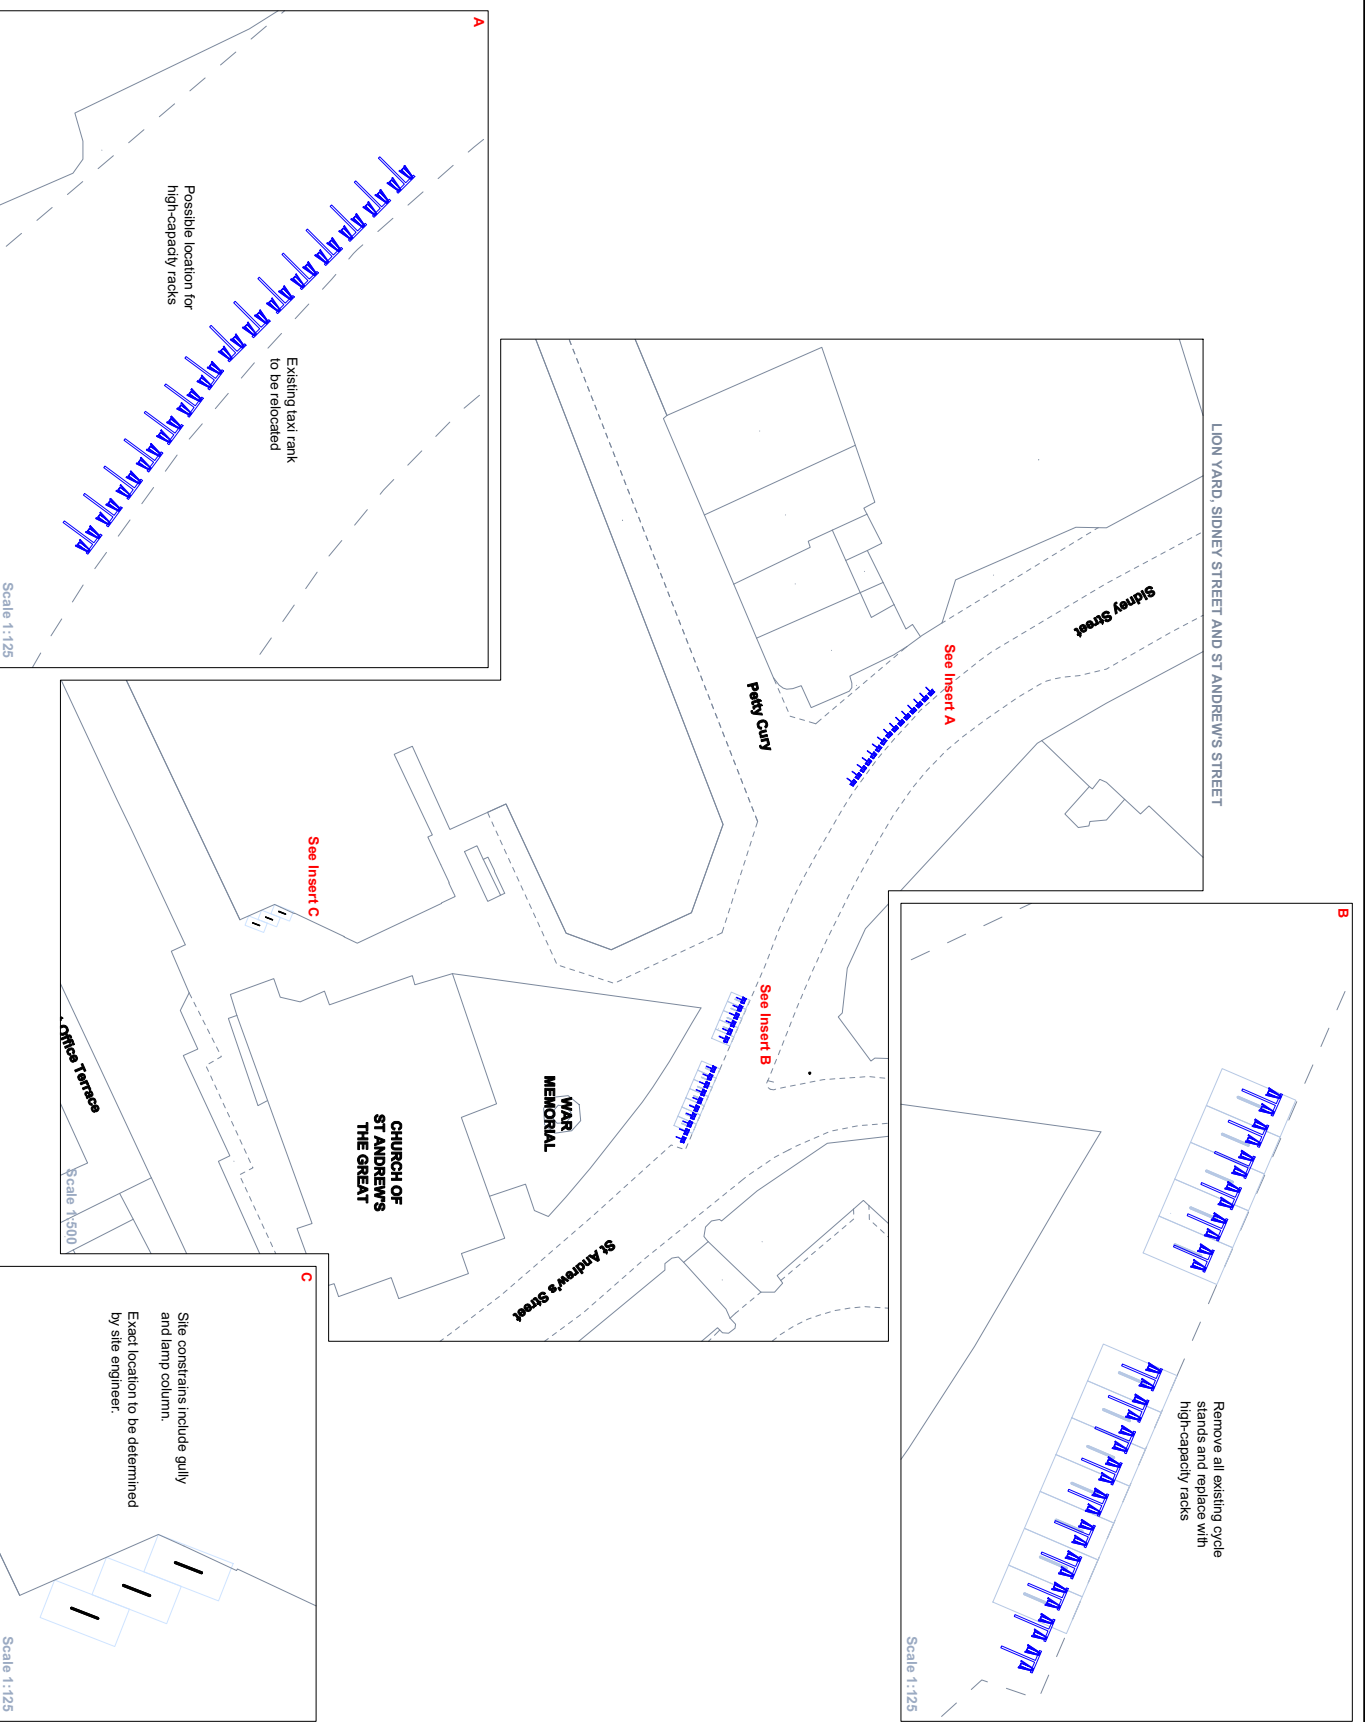 LION YARD, SIDNEY STREET AND ST ANDREW'S STREET
B
Remove all existing cycle
stands and replace with
high-capacity racks
Scale 1:125
Sidney Street
See Insert A
Petty Cury
See Insert B
See Insert C
WAR
MEMORIAL
CHURCH OF
ST ANDREW'S
THE GREAT
St Andrew's Street
Office Terrace
Scale 1:500
A
Existing taxi rank
to be relocated
Possible location for
high-capacity racks
Scale 1:125
C
Site constrains include gully
and lamp column.
Exact location to be determined
by site engineer.
Scale 1:125